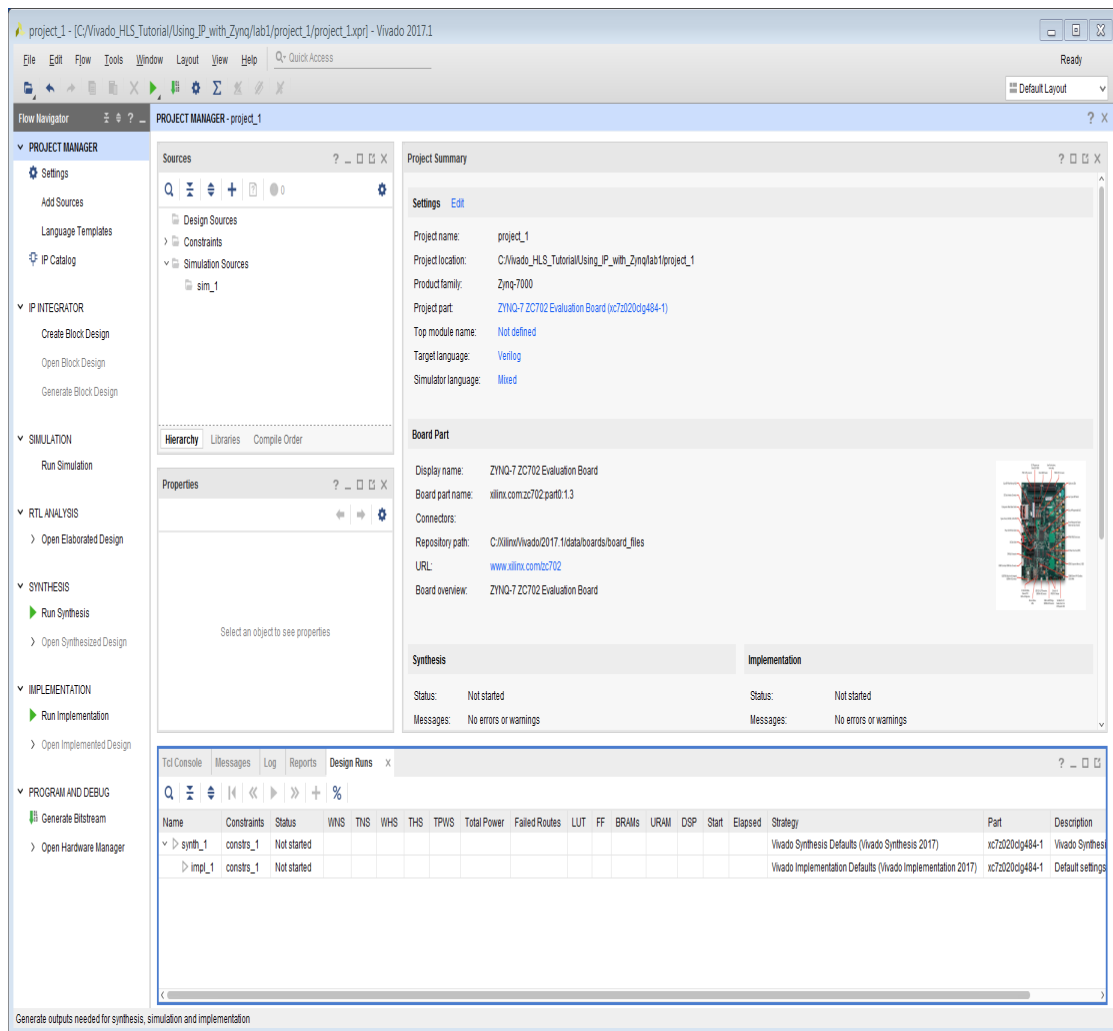 project_1 - [C:/Vivado_HLS_Tutorial/Using_IP_with_Zynq/lab1/project_1/project_1.xpr] - Vivado 2017.1
File Edit Flow Tools Window Layout View Help Quick Access
Ready
Default Layout
Flow Navigator
PROJECT MANAGER - project_1
PROJECT MANAGER
Settings
Add Sources
Language Templates
IP Catalog
IP INTEGRATOR
Create Block Design
Open Block Design
Generate Block Design
SIMULATION
Run Simulation
RTL ANALYSIS
Open Elaborated Design
SYNTHESIS
Run Synthesis
Open Synthesized Design
IMPLEMENTATION
Run Implementation
Open Implemented Design
PROGRAM AND DEBUG
Generate Bitstream
Open Hardware Manager
Sources
0
Design Sources
Constraints
Simulation Sources
sim_1
Hierarchy Libraries Compile Order
Properties
Select an object to see properties
Project Summary
Settings Edit
Project name: project_1
Project location: C:/Vivado_HLS_Tutorial/Using_IP_with_Zynq/lab1/project_1
Product family: Zynq-7000
Project part: ZYNQ-7 ZC702 Evaluation Board (xc7z020clg484-1)
Top module name: Not defined
Target language: Verilog
Simulator language: Mixed
Board Part
Display name: ZYNQ-7 ZC702 Evaluation Board
Board part name: xilinx.com:zc702:part0:1.3
Connectors:
Repository path: C:/Xilinx/Vivado/2017.1/data/boards/board_files
URL: www.xilinx.com/zc702
Board overview: ZYNQ-7 ZC702 Evaluation Board
Synthesis
Status: Not started
Messages: No errors or warnings
Implementation
Status: Not started
Messages: No errors or warnings
Tcl Console Messages Log Reports Design Runs
Name Constraints Status WNS TNS WHS THS TPWS Total Power Failed Routes LUT FF BRAMs URAM DSP Start Elapsed Strategy Part Description
synth_1 constrs_1 Not started Vivado Synthesis Defaults (Vivado Synthesis 2017) xc7z020clg484-1 Vivado Synthesi
impl_1 constrs_1 Not started Vivado Implementation Defaults (Vivado Implementation 2017) xc7z020clg484-1 Default settings
Generate outputs needed for synthesis, simulation and implementation